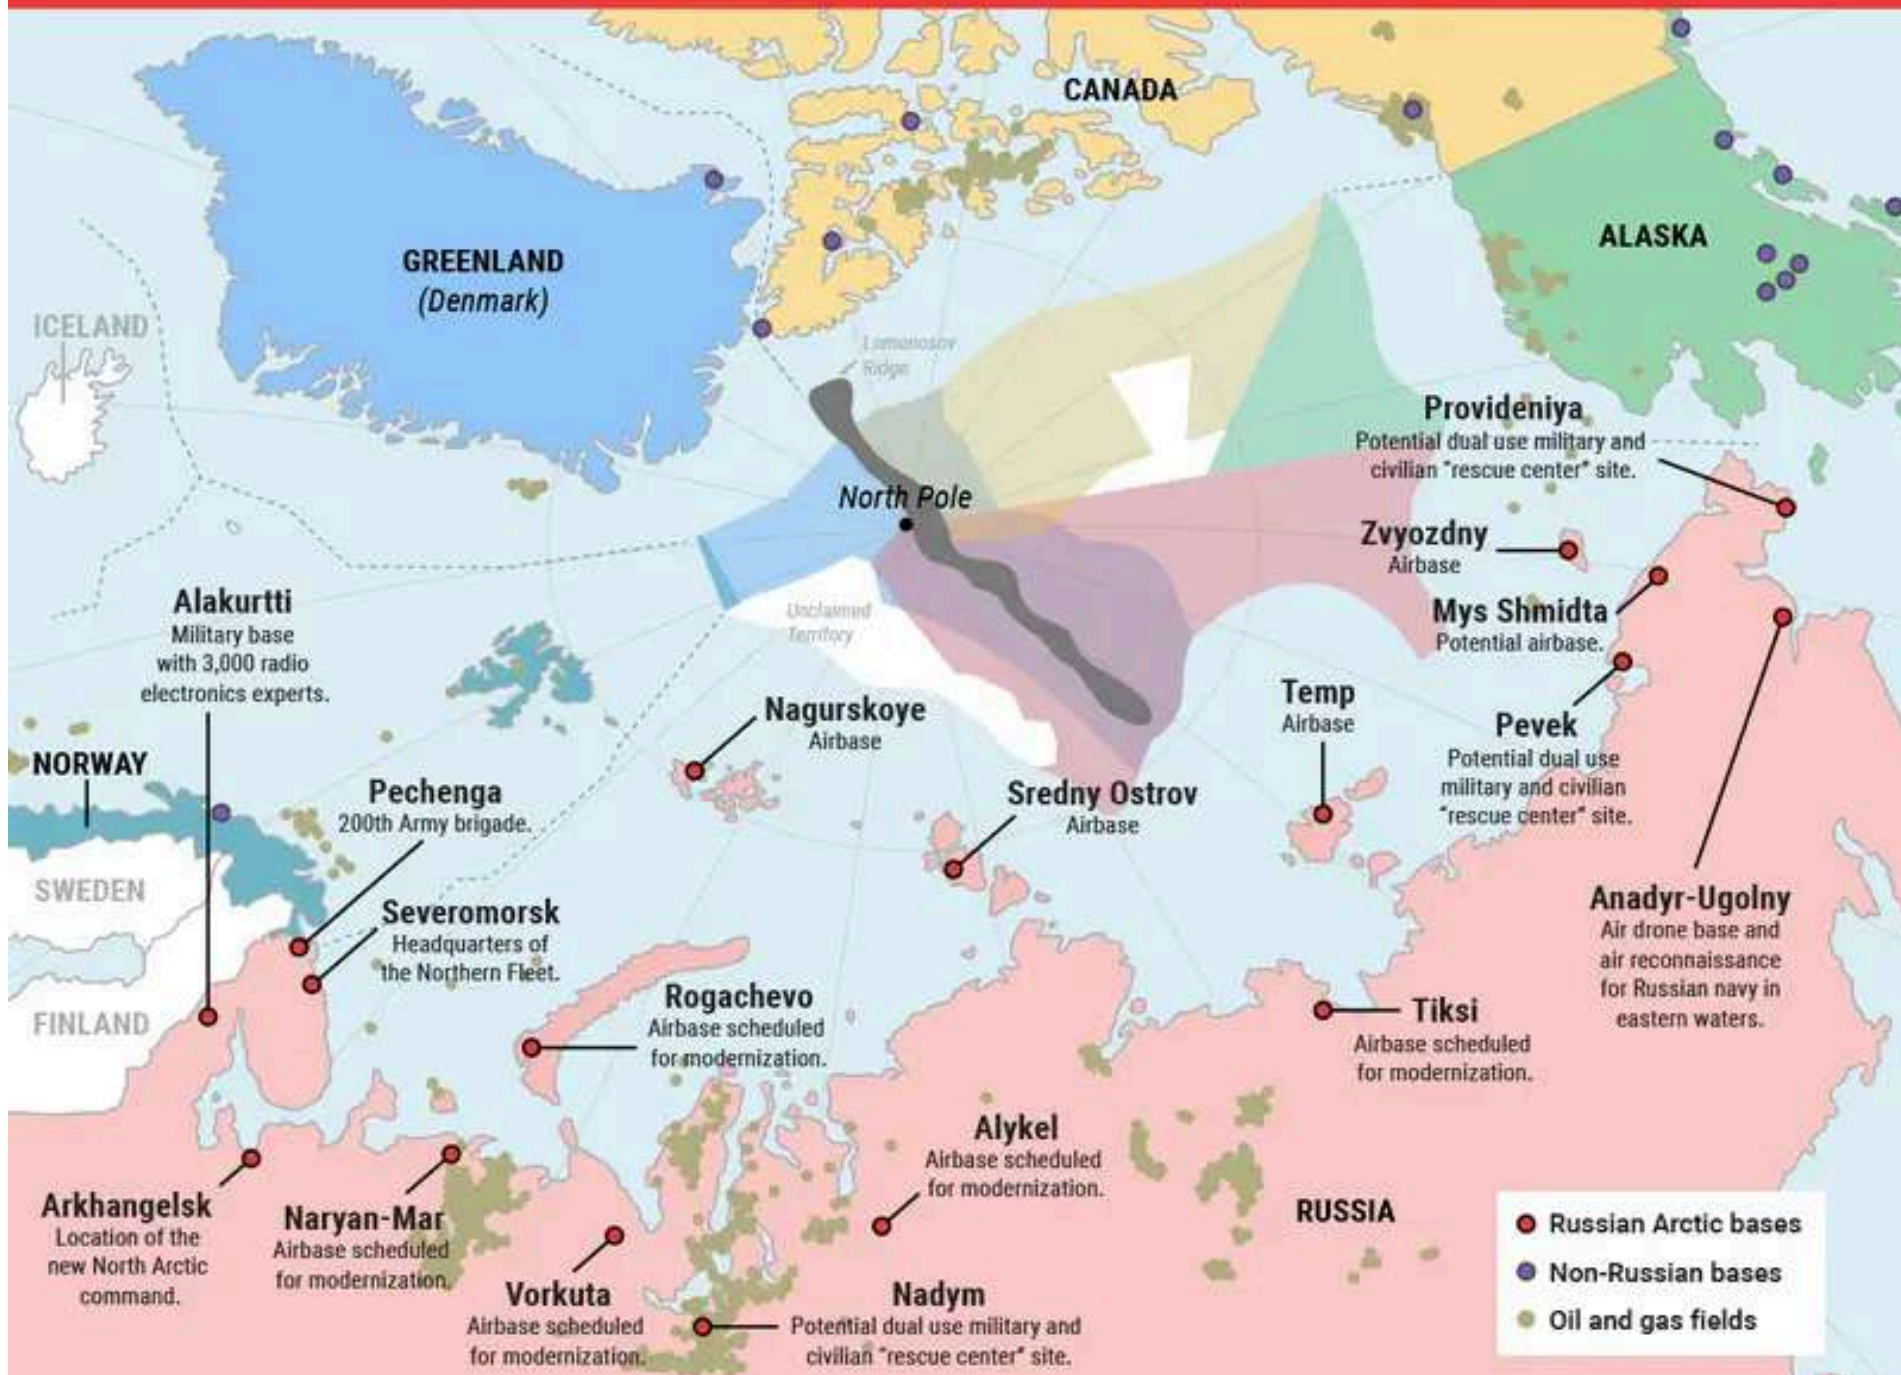 CANADA
GREENLAND
(Denmark)
ALASKA
ICELAND
Lomonosov
Ridge
Provideniya
Potential dual use military and
civilian "rescue center" site.
North Pole
Zvyozdny
Airbase
Alakurtti
Military base
with 3,000 radio
electronics experts.
Unclaimed
Territory
Mys Shmidta
Potential airbase.
Nagurskoye
Airbase
Temp
Airbase
Pevek
Potential dual use
military and civilian
"rescue center" site.
NORWAY
Pechenga
200th Army brigade.
Sredny Ostrov
Airbase
SWEDEN
Severomorsk
Headquarters of
the Northern Fleet.
Anadyr-Ugolny
Air drone base and
air reconnaissance
for Russian navy in
eastern waters.
FINLAND
Rogachevo
Airbase scheduled
for modernization.
Tiksi
Airbase scheduled
for modernization.
Alykel
Airbase scheduled
for modernization.
Arkhangelsk
Location of the
new North Arctic
command.
Naryan-Mar
Airbase scheduled
for modernization.
RUSSIA
Vorkuta
Airbase scheduled
for modernization.
Nadym
Potential dual use military and
civilian "rescue center" site.
Russian Arctic bases
Non-Russian bases
Oil and gas fields